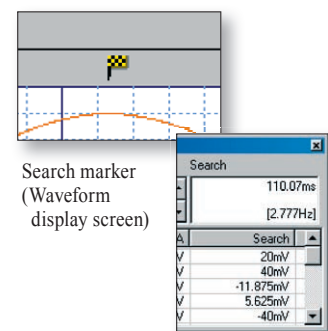 Search marker
(Waveform
display screen)
Search
110.07ms
[2.777Hz]
A Search
V 20mV
V 40mV
V -11.875mV
V 5.625mV
V -40mV